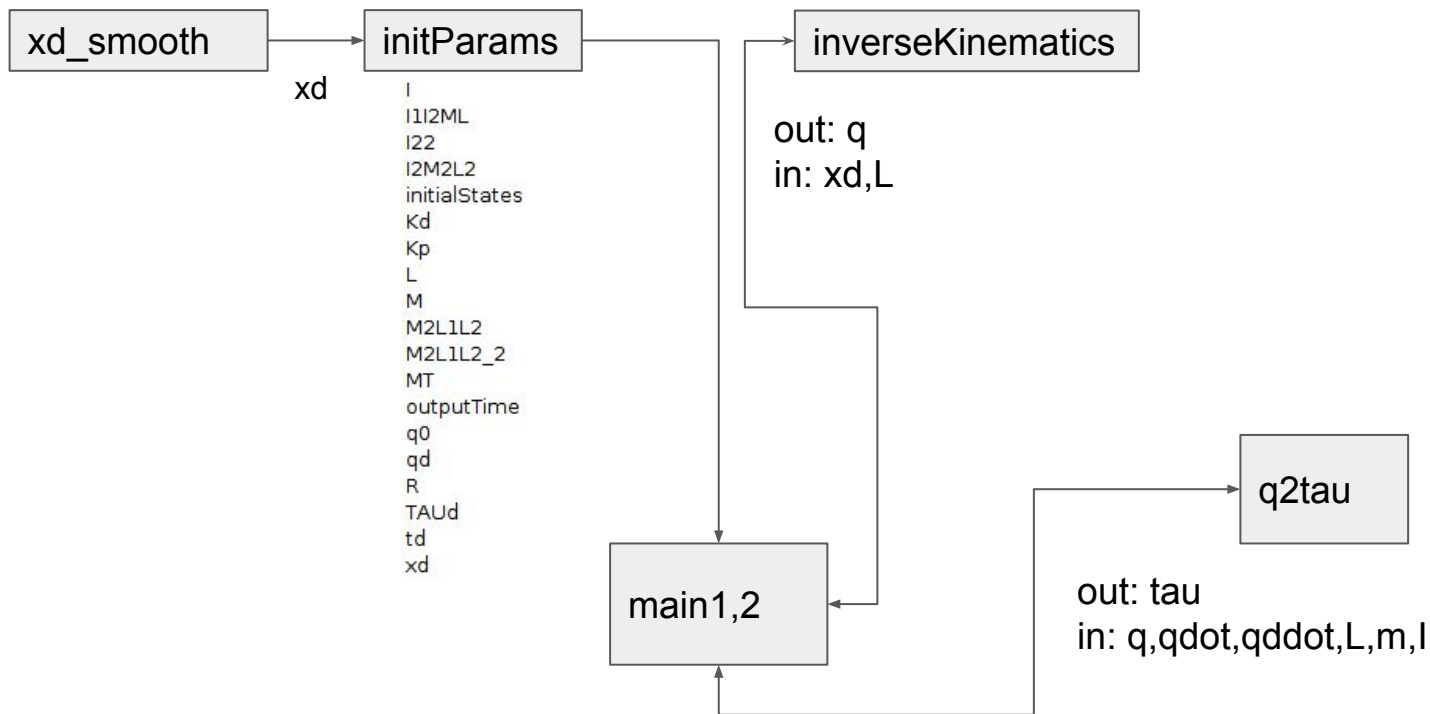 xd_smooth
initParams
inverseKinematics
xd
I
I1I2ML
I22
I2M2L2
initialStates
Kd
Kp
L
M
M2L1L2
M2L1L2_2
MT
outputTime
q0
qd
R
TAUd
td
xd
out: q
in: xd,L
q2tau
main1,2
out: tau
in: q,qdot,qddot,L,m,I